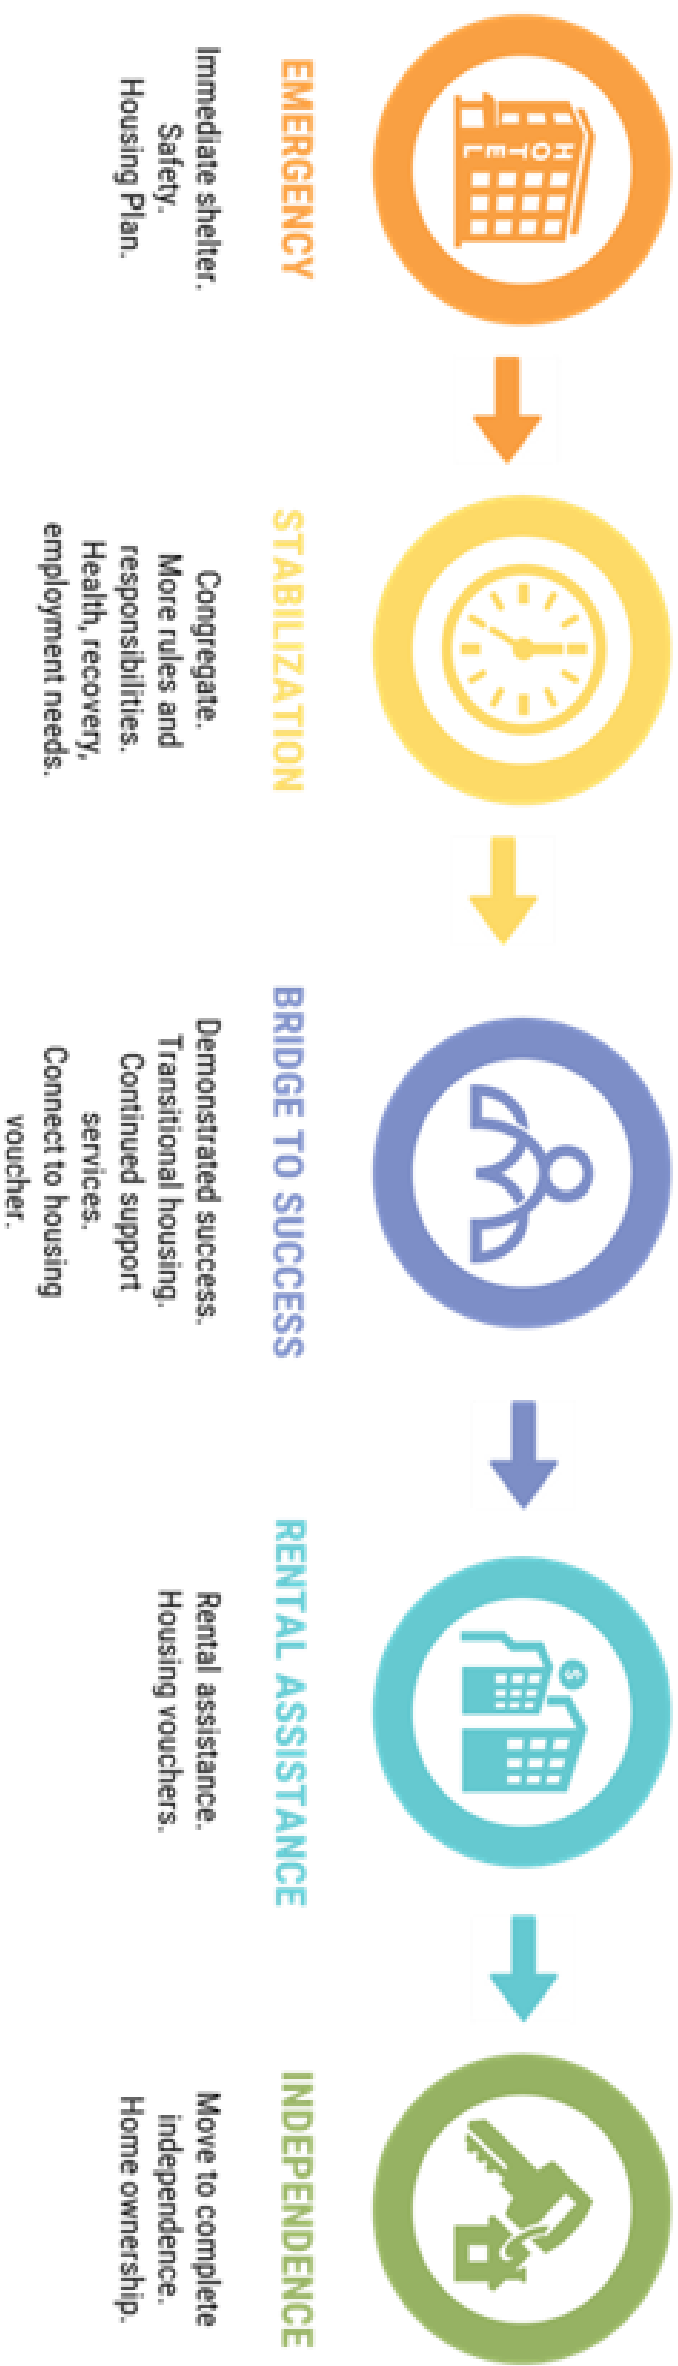 HOTEL
EMERGENCY
Immediate shelter.
Safety.
Housing Plan.
STABILIZATION
Congregate.
More rules and
responsibilities.
Health, recovery,
employment needs.
BRIDGE TO SUCCESS
Demonstrated success.
Transitional housing.
Continued support
services.
Connect to housing
voucher.
$
RENTAL ASSISTANCE
Rental assistance.
Housing vouchers.
INDEPENDENCE
Move to complete
independence.
Home ownership.